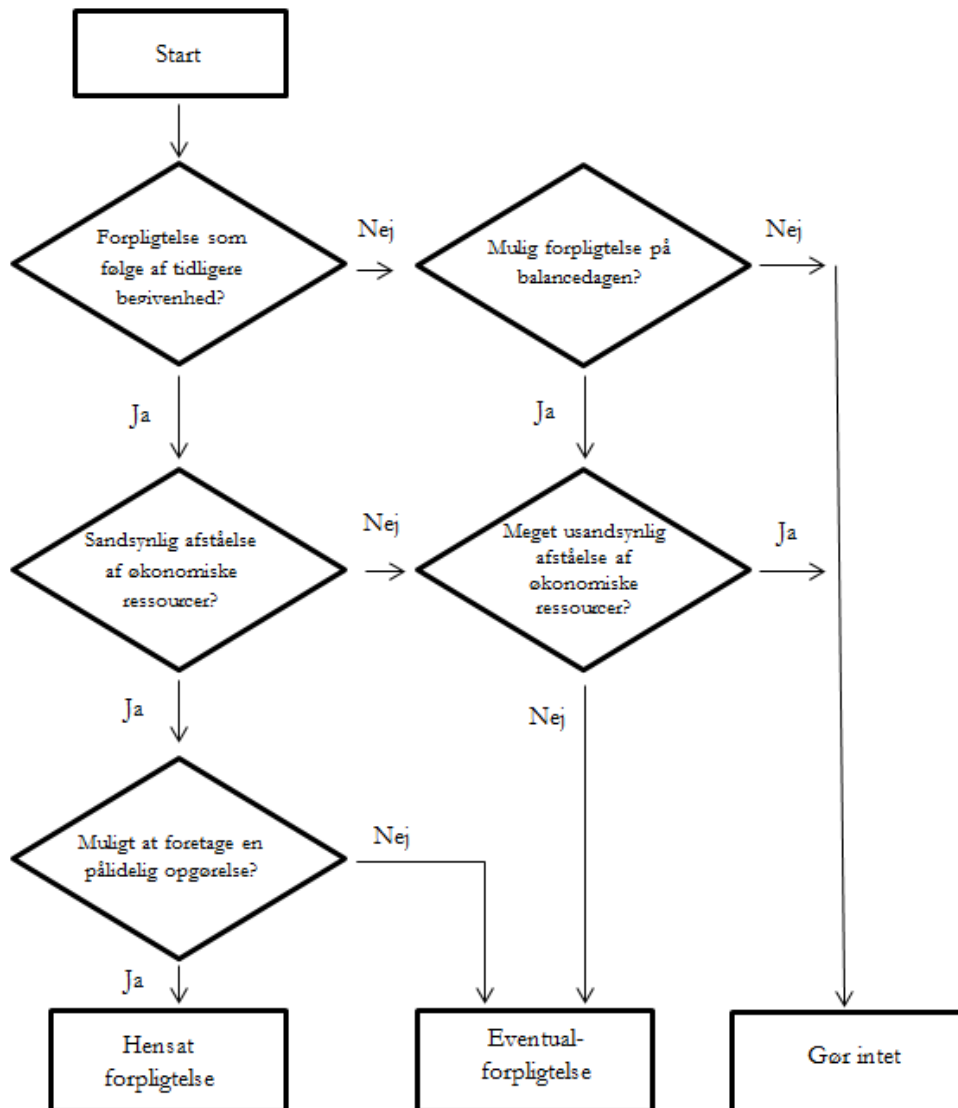 Start
Forpligtelse som
følge af tidligere
begivenhed?
Nej
Mulig forpligtelse på
balancedagen?
Nej
Ja
Ja
Sandsynlig afståelse
af økonomiske
ressourcer?
Nej
Meget usandsynlig
afståelse af
økonomiske
ressourcer?
Ja
Ja
Nej
Muligt at foretage en
pålidelig opgørelse?
Nej
Ja
Hensat
forpligtelse
Eventual-
forpligtelse
Gør intet